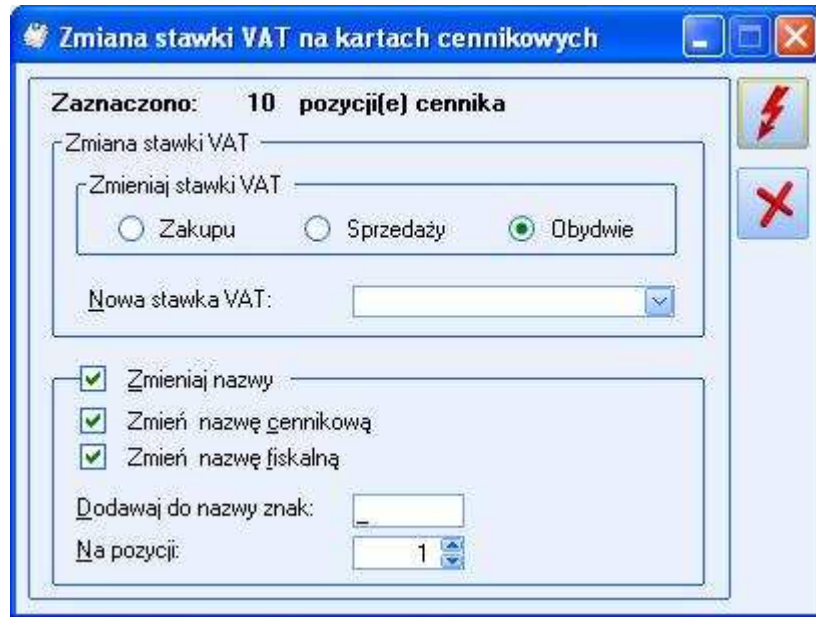 Zmiana stawki VAT na kartach cennikowych
Zaznaczono: 10 pozycji(e) cennika
Zmiana stawki VAT
Zmieniaj stawki VAT
Zakupu Sprzedaży Obydwie
Nowa stawka VAT:
Zmieniaj nazwy
Zmień nazwę cennikową
Zmień nazwę fiskalną
Dodawaj do nazwy znak: _
Na pozycji: 1